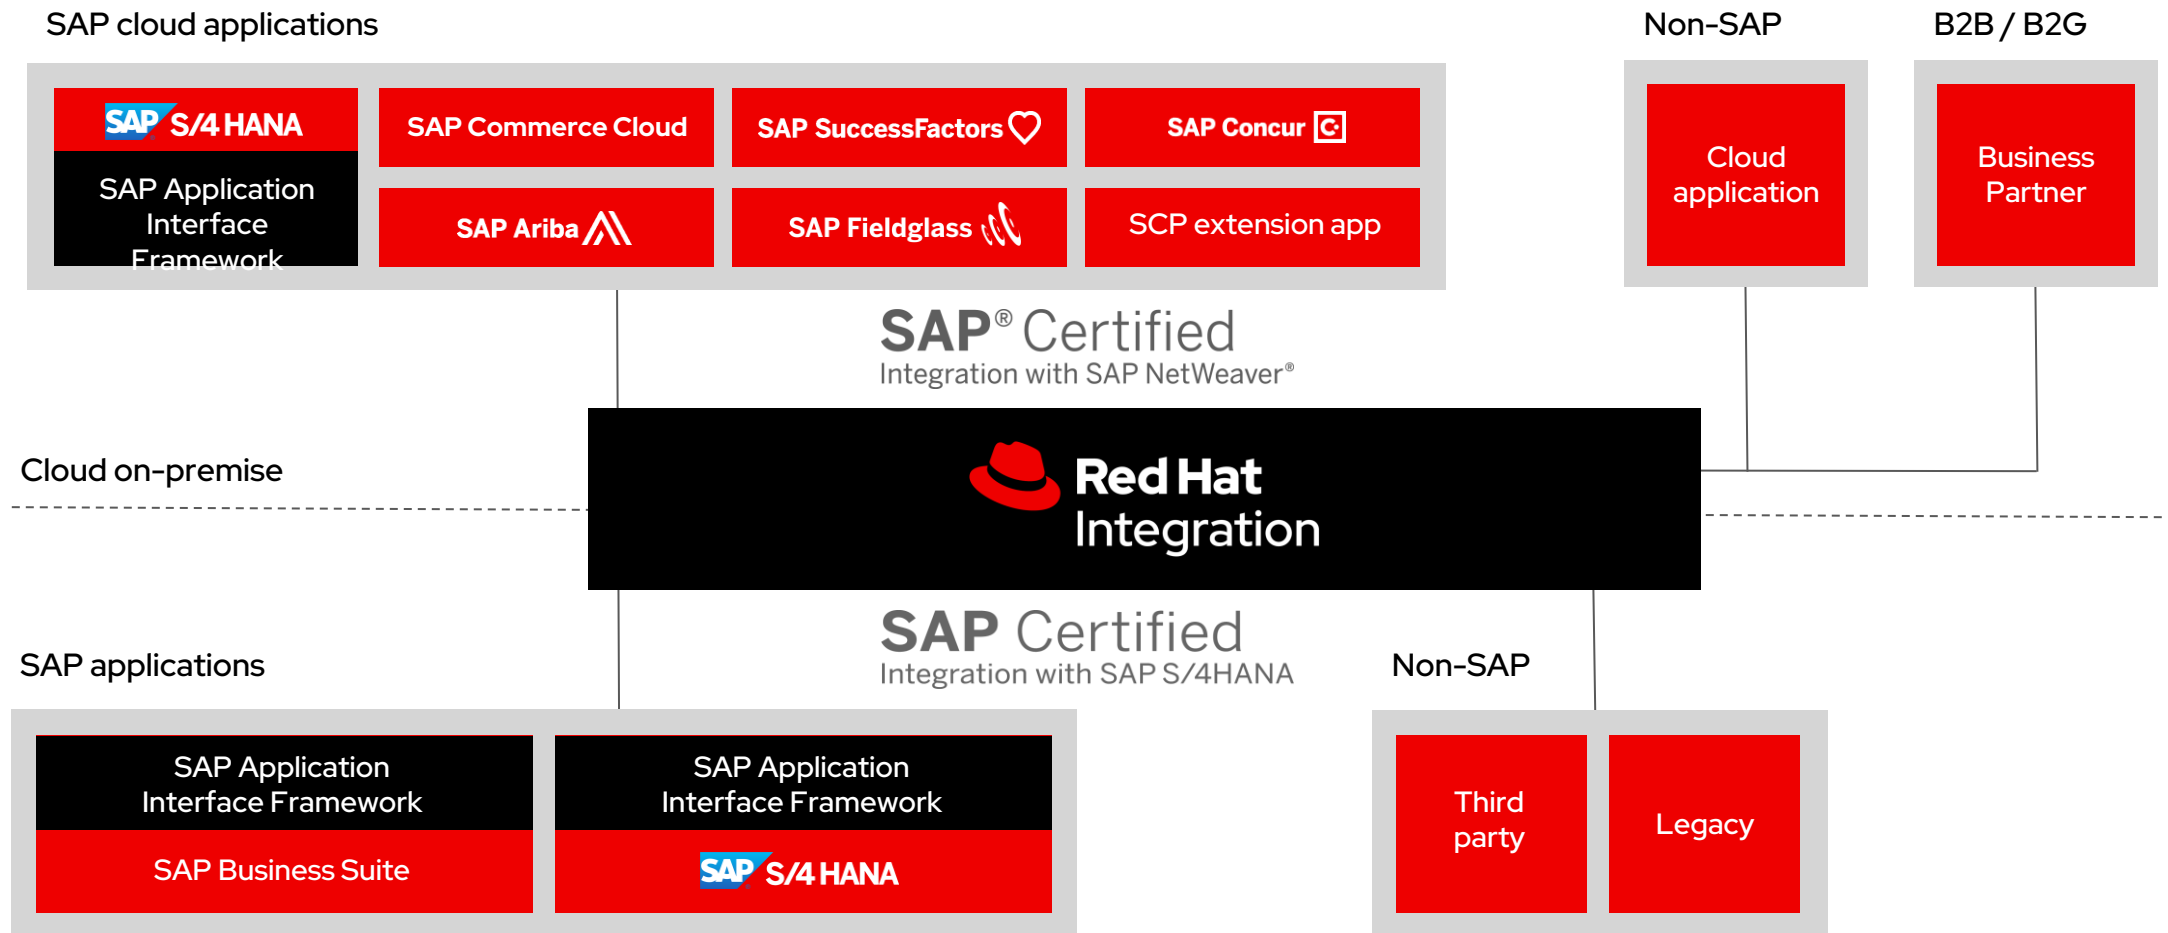 SAP cloud applications
Non-SAP
B2B / B2G
SAP S/4 HANA
SAP Application
Interface
Framework
SAP Commerce Cloud
SAP SuccessFactors
SAP Concur
SAP Ariba
SAP Fieldglass
SCP extension app
Cloud
application
Business
Partner
SAP® Certified
Integration with SAP NetWeaver®
Cloud on-premise
Red Hat
Integration
SAP Certified
Integration with SAP S/4HANA
SAP applications
Non-SAP
SAP Application
Interface Framework
SAP Business Suite
SAP Application
Interface Framework
SAP S/4 HANA
Third
party
Legacy